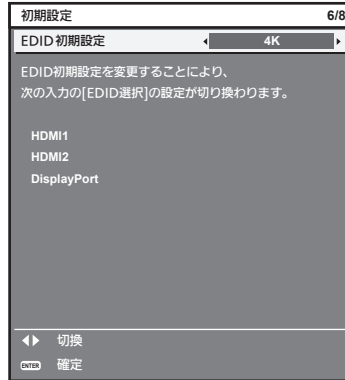 初期設定 6/8
EDID初期設定 4K
EDID初期設定を変更することにより、
次の入力の[EDID選択]の設定が切り換わります。
HDMI1
HDMI2
DisplayPort
切換
ENTER 確定